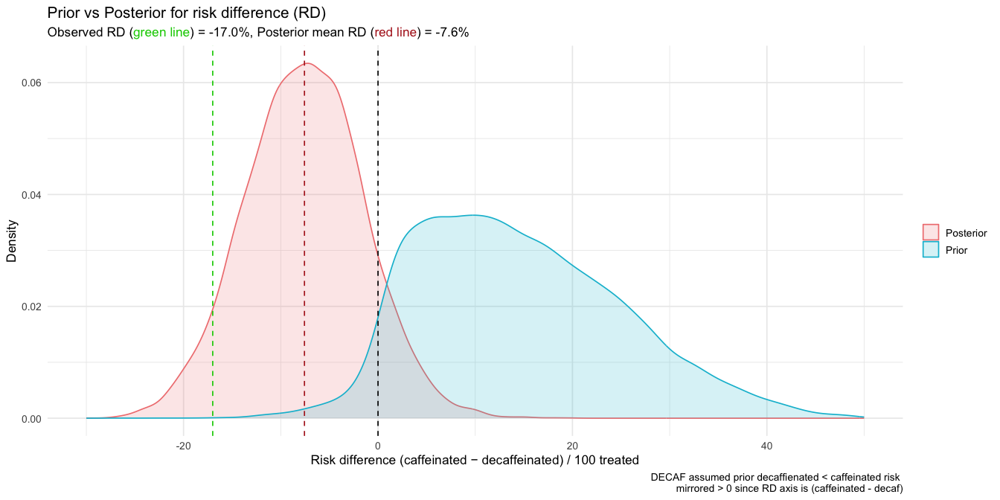 Prior vs Posterior for risk difference (RD)
Observed RD (green line) = -17.0%, Posterior mean RD (red line) = -7.6%
0.06
0.04
0.02
0.00
Density
-20
0
20
40
Risk difference (caffeinated − decaffeinated) / 100 treated
Posterior
Prior
DECAF assumed prior decaffienated < caffeinated risk
mirrored > 0 since RD axis is (caffeinated - decaf)